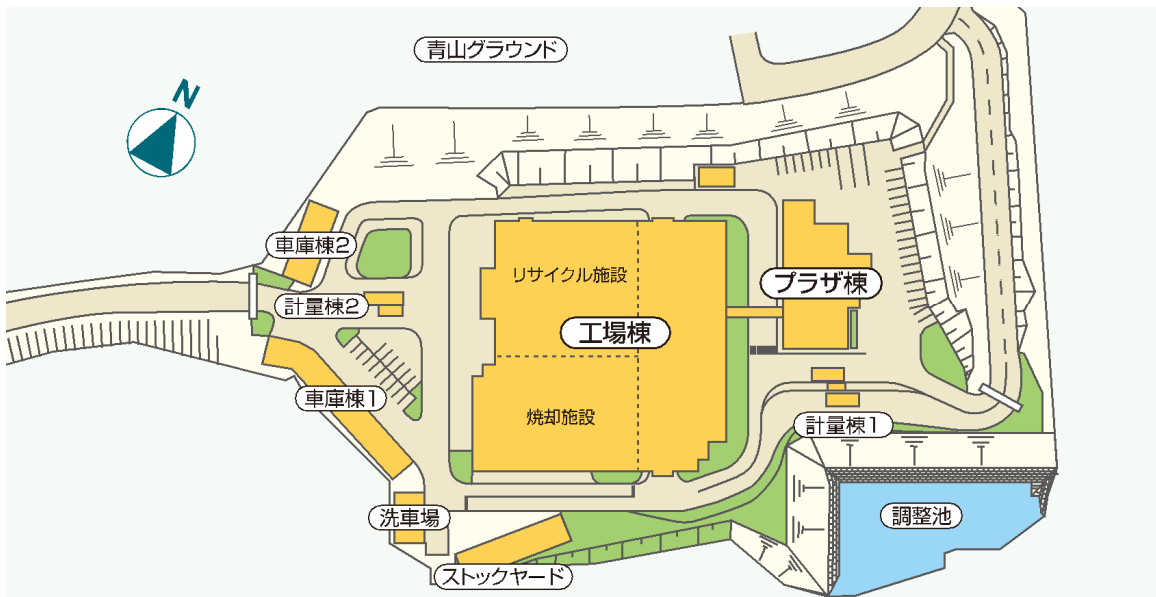 青山グラウンド
N
車庫棟2
リサイクル施設
プラザ棟
計量棟2
工場棟
車庫棟1
焼却施設
計量棟1
洗車場
調整池
ストックヤード